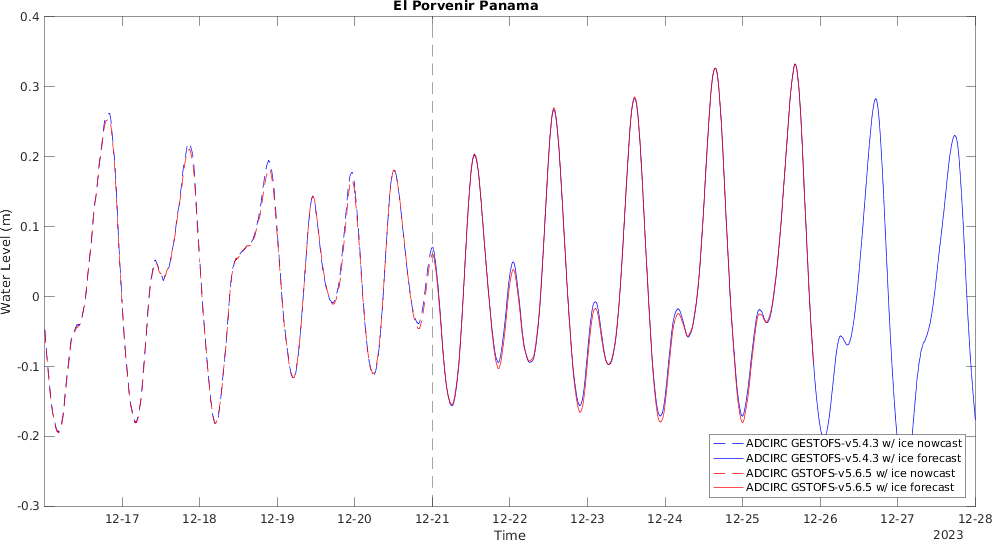 El Porvenir Panama
0.4
0.3
0.2
0.1
0
-0.1
-0.2
-0.3
Water Level (m)
ADCIRC GESTOFS-v5.4.3 w/ ice nowcast
ADCIRC GESTOFS-v5.4.3 w/ ice forecast
ADCIRC GSTOFS-v5.6.5 w/ ice nowcast
ADCIRC GSTOFS-v5.6.5 w/ ice forecast
12-17 12-18 12-19 12-20 12-21 12-22 12-23 12-24 12-25 12-26 12-27 12-28
Time
2023